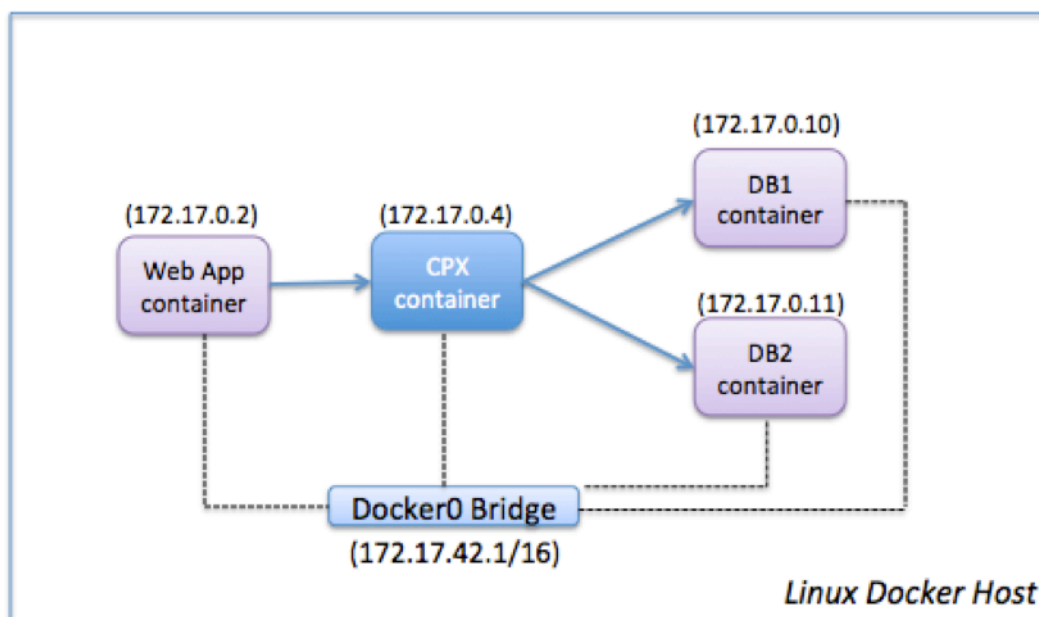 (172.17.0.10)
DB1
container
(172.17.0.2)
Web App
container
(172.17.0.4)
CPX
container
(172.17.0.11)
DB2
container
Docker0 Bridge
(172.17.42.1/16)
Linux Docker Host